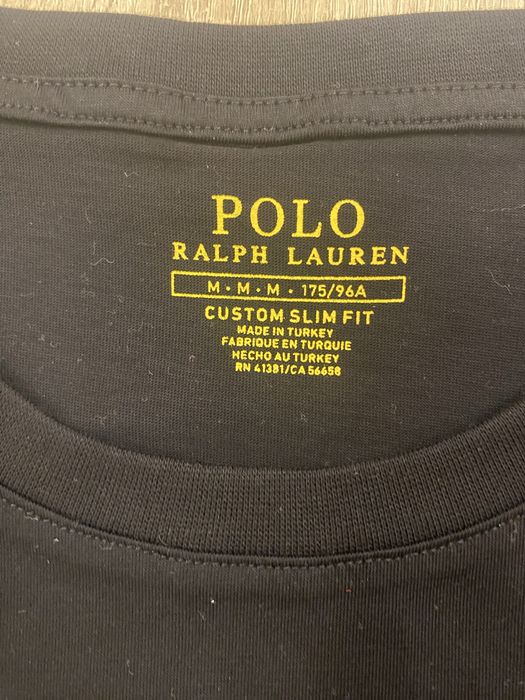 POLO
RALPH LAUREN
M • M • M • 175/96A
CUSTOM SLIM FIT
MADE IN TURKEY
FABRIQUE EN TURQUIE
HECHO AU TURKEY
RN 41381/CA 56658